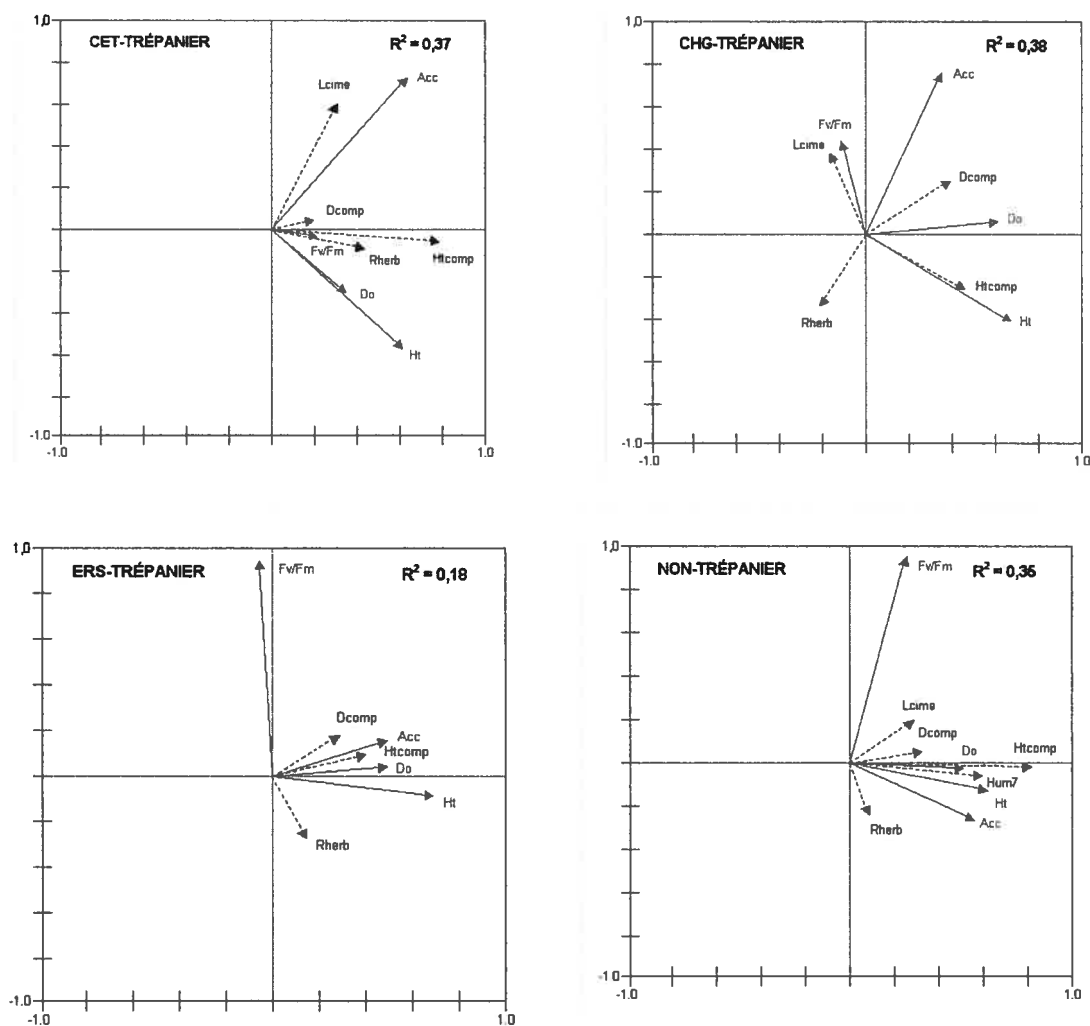 1,0
CET-TRÉPANIER
R² = 0,37
Lcime
Acc
Dcomp
Fv/Fm
Rherb
Htcomp
Do
Ht
-1.0
-1.0
1.0
CHG-TRÉPANIER
R² = 0,38
Acc
Fv/Fm
Lcime
Dcomp
Do
Htcomp
Rherb
Ht
-1.0
-1.0
1.0
1,0
ERS-TRÉPANIER
R² = 0,18
Fv/Fm
Dcomp
Acc
Htcomp
Do
Ht
Rherb
-1.0
-1.0
1.0
1,0
NON-TRÉPANIER
R² = 0,36
Fv/Fm
Lcime
Dcomp
Do
Htcomp
Hum7
Ht
Rherb
Acc
-1.0
-1.0
1.0